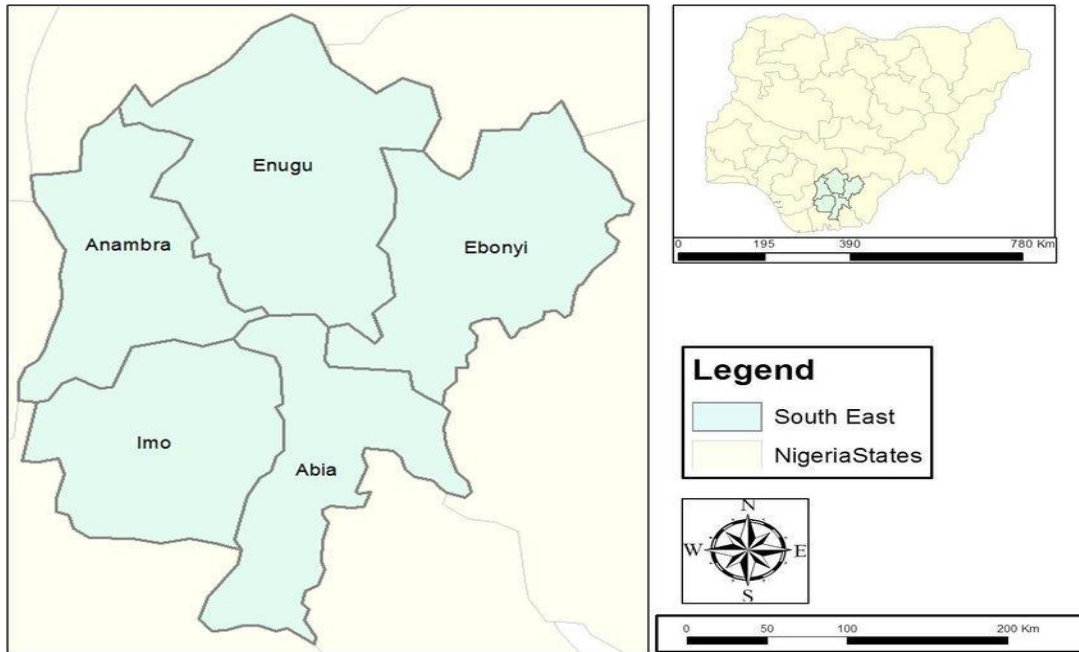 Enugu
Anambra
Ebonyi
Imo
Abia
0 195 390 780 Km
Legend
South East
NigeriaStates
N
W E
S
0 50 100 200 Km